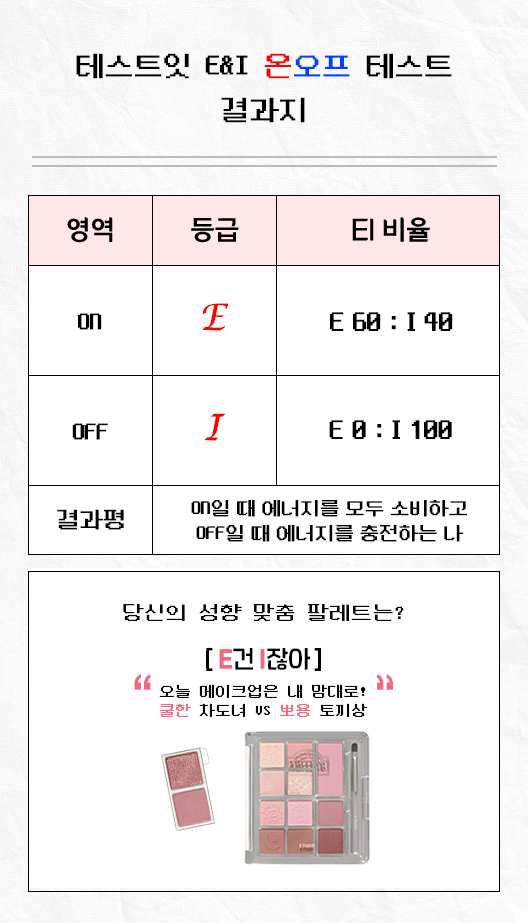 테스트잇 E&I 온오프 테스트
결과지
영역 등급 EI 비율
ON E E 60 : I 40
OFF I E 0 : I 100
결과평 ON일 때 에너지를 모두 소비하고
OFF일 때 에너지를 충전하는 나
당신의 성향 맞춤 팔레트는?
[ E건 I잖아 ]
“ 오늘 메이크업은 내 맘대로! ”
쿨한 차도녀 VS 뽀용 토끼상
ETUDE